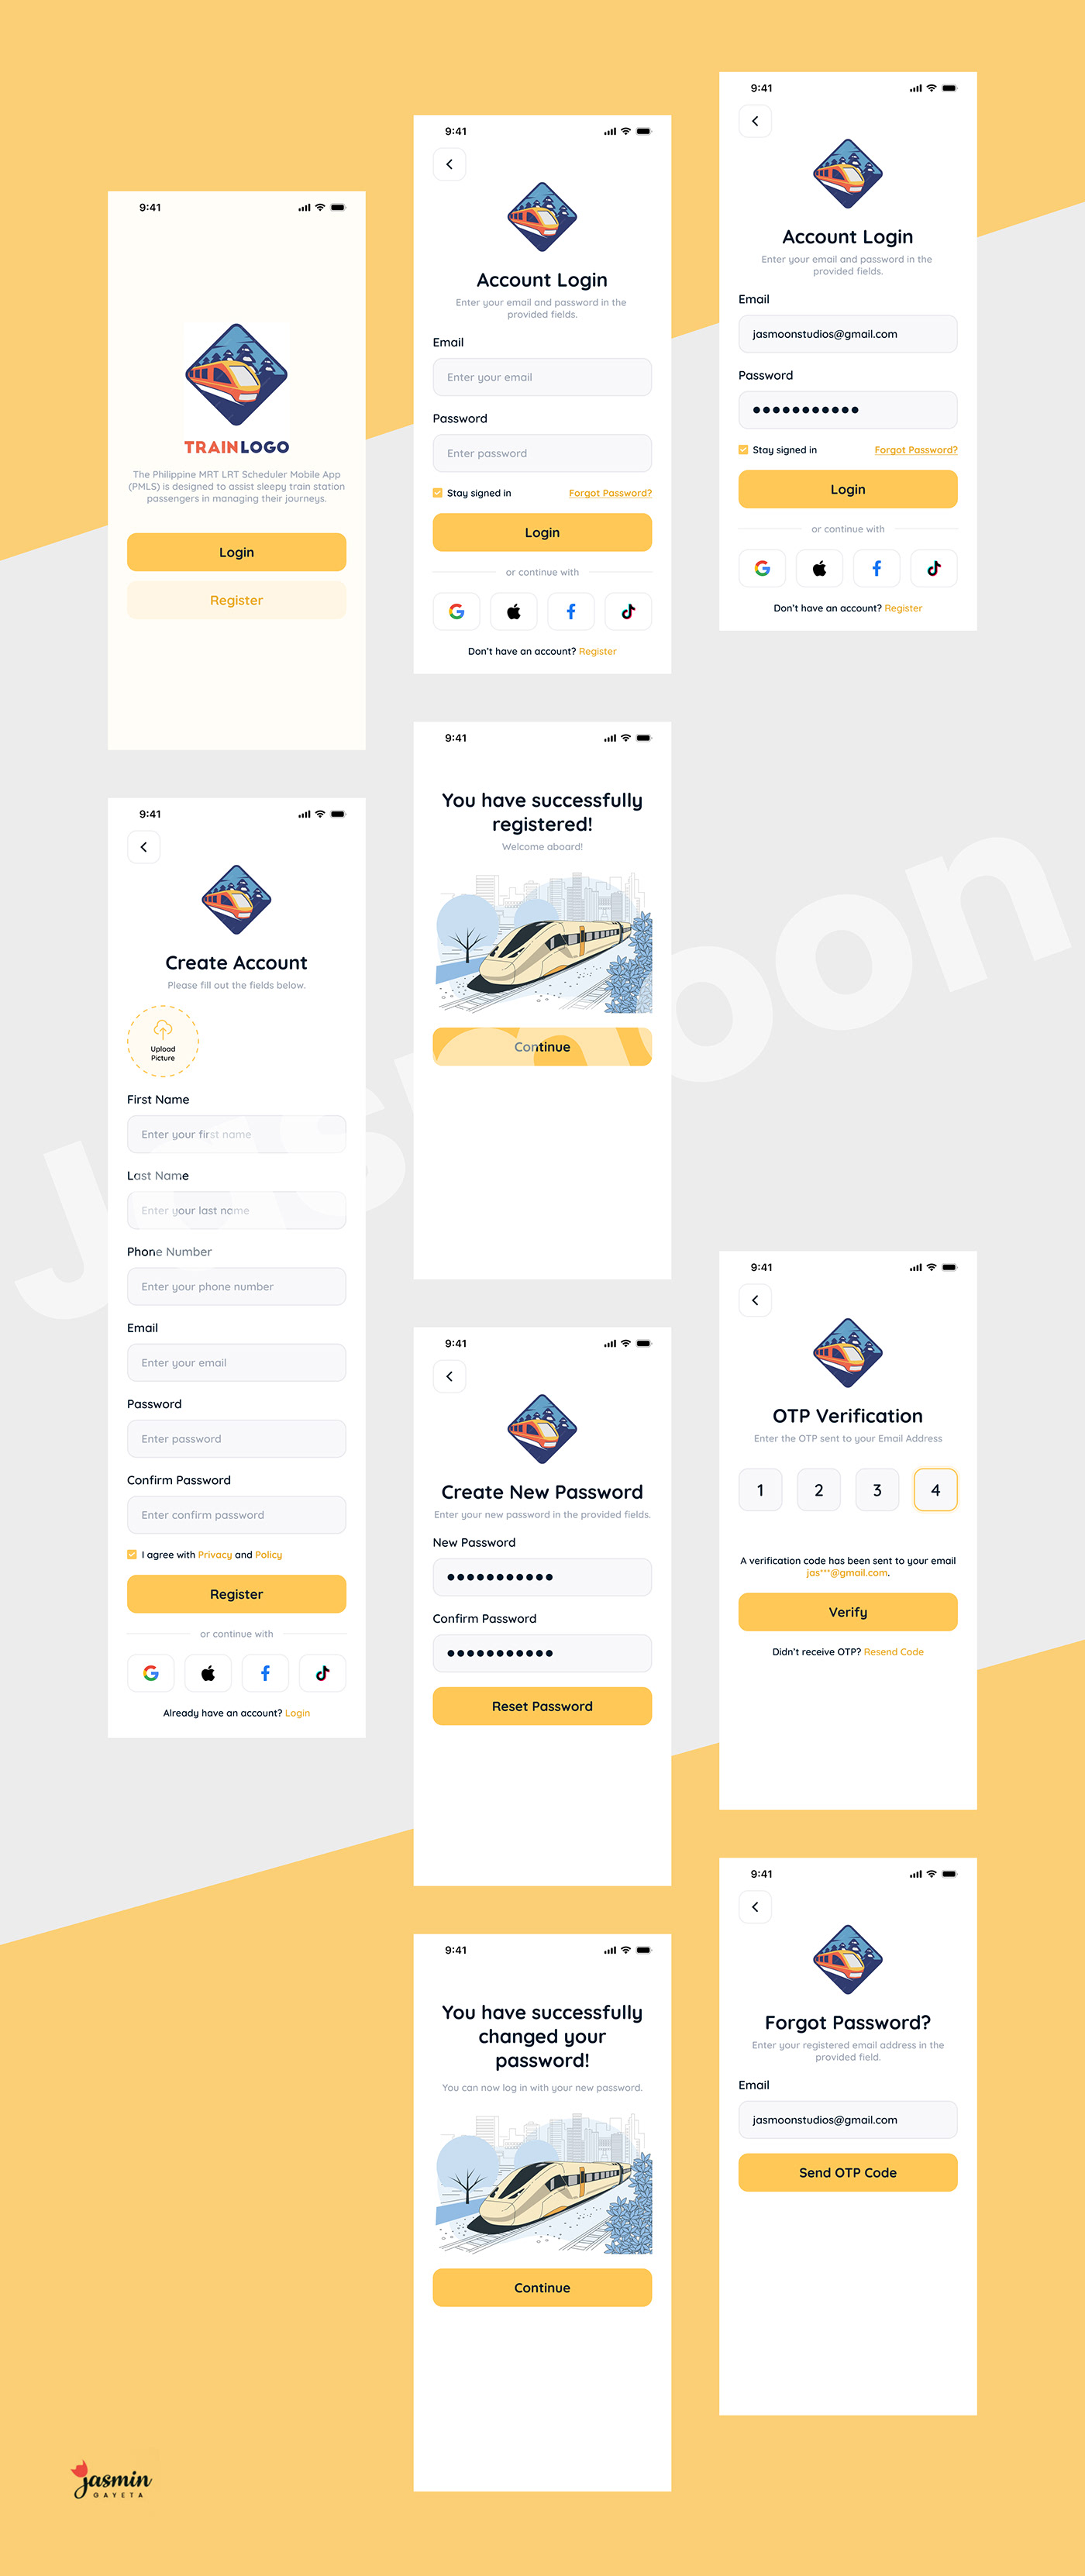 9:41
TRAINLOGO
The Philippine MRT LRT Scheduler Mobile App
(PMLS) is designed to assist sleepy train station
passengers in managing their journeys.
Login
Register
9:41
Account Login
Enter your email and password in the
provided fields.
Email
Enter your email
Password
Enter password
Stay signed in
Forgot Password?
Login
or continue with
Don't have an account? Register
9:41
Account Login
Enter your email and password in the
provided fields.
Email
jasmoonstudios@gmail.com
Password
●●●●●●●●●●●
Stay signed in
Forgot Password?
Login
or continue with
Don't have an account? Register
9:41
Create Account
Please fill out the fields below.
Upload
Picture
First Name
Enter your first name
Last Name
Enter your last name
Phone Number
Enter your phone number
Email
Enter your email
Password
Enter password
Confirm Password
Enter confirm password
I agree with Privacy and Policy
Register
or continue with
Already have an account? Login
9:41
You have successfully
registered!
Welcome aboard!
Continue
Jasmoon
9:41
Create New Password
Enter your new password in the provided fields.
New Password
●●●●●●●●●●●
Confirm Password
●●●●●●●●●●●
Reset Password
9:41
OTP Verification
Enter the OTP sent to your Email Address
1 2 3 4
A verification code has been sent to your email
jas***@gmail.com.
Verify
Didn't receive OTP? Resend Code
9:41
You have successfully
changed your
password!
You can now log in with your new password.
Continue
9:41
Forgot Password?
Enter your registered email address in the
provided field.
Email
jasmoonstudios@gmail.com
Send OTP Code
Jasmin
GAYETA